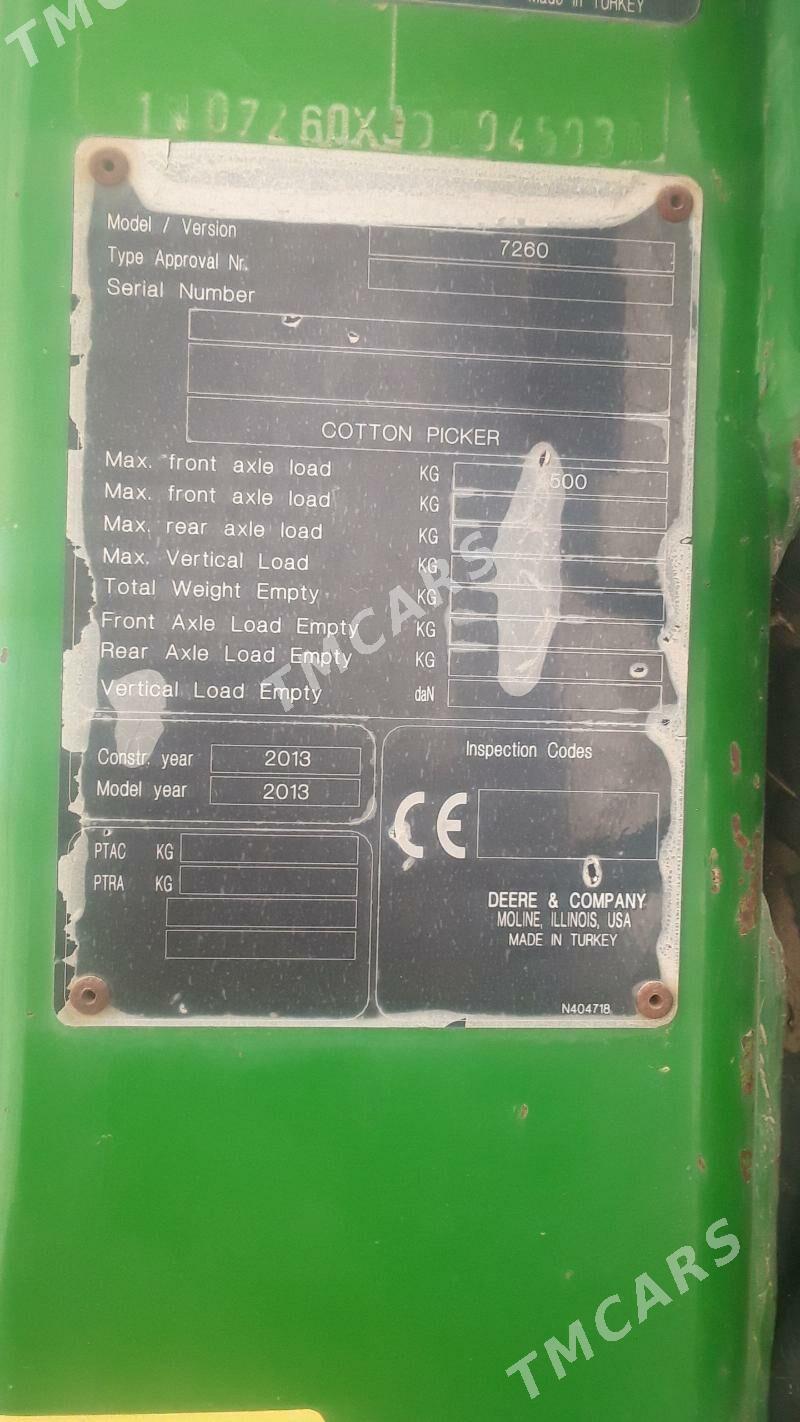 TMCARS
Made in TURKEY
Model / Version 7260
Type Approval Nr.
Serial Number
COTTON PICKER
Max. front axle load KG 500
Max. front axle load KG
Max. rear axle load KG
Max. Vertical Load KG
Total Weight Empty KG
Front Axle Load Empty KG
Rear Axle Load Empty KG
Vertical Load Empty daN
TMCARS
Constr. year 2013
Model year 2013
Inspection Codes
CE
PTAC KG
PTRA KG
DEERE & COMPANY
MOLINE, ILLINOIS, USA
MADE IN TURKEY
N404718
TMCARS